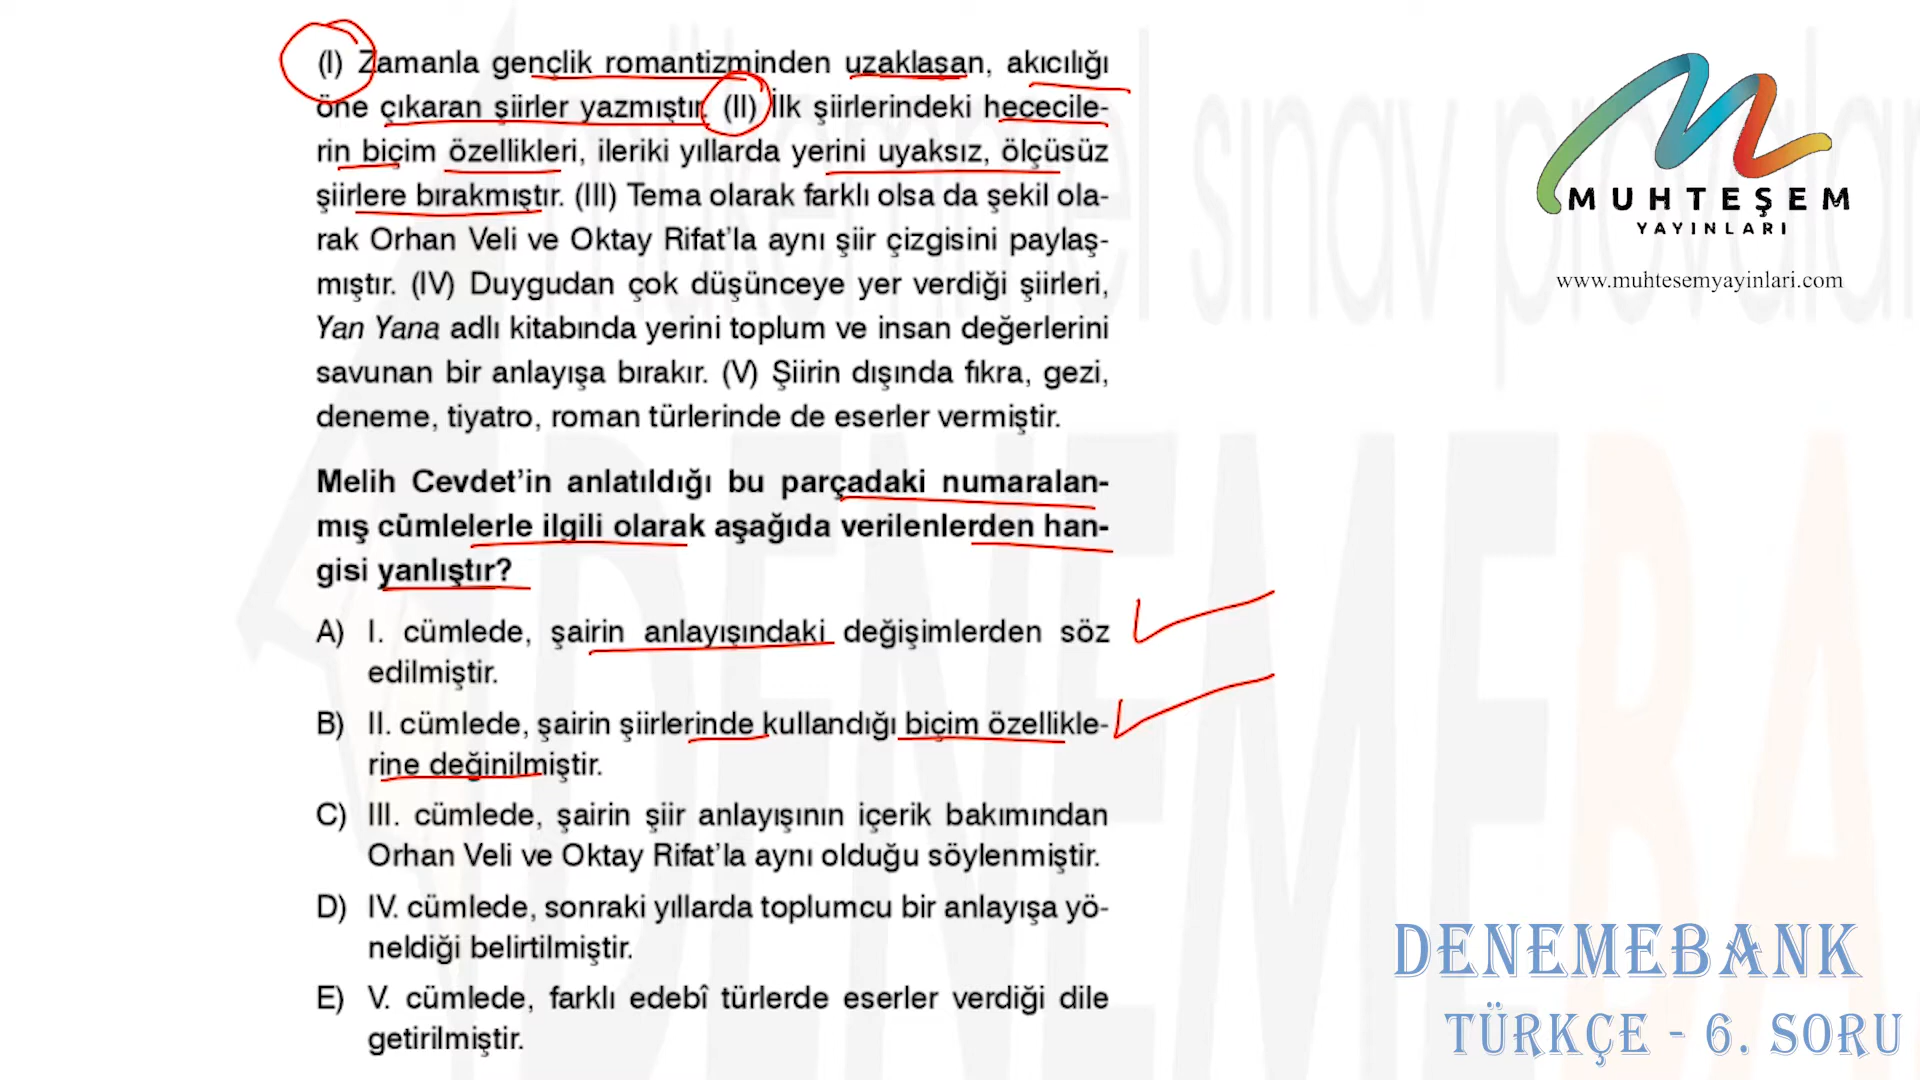 (I) Zamanla gençlik romantizminden uzaklaşan, akıcılığı
öne çıkaran şiirler yazmıştır. (II) İlk şiirlerindeki hececile-
rin biçim özellikleri, ileriki yıllarda yerini uyaksız, ölçüsüz
şiirlere bırakmıştır. (III) Tema olarak farklı olsa da şekil ola-
rak Orhan Veli ve Oktay Rifat'la aynı şiir çizgisini paylaş-
mıştır. (IV) Duygudan çok düşünceye yer verdiği şiirleri,
Yan Yana adlı kitabında yerini toplum ve insan değerlerini
savunan bir anlayışa bırakır. (V) Şiirin dışında fıkra, gezi,
deneme, tiyatro, roman türlerinde de eserler vermiştir.
Melih Cevdet'in anlatıldığı bu parçadaki numaralan-
mış cümlelerle ilgili olarak aşağıda verilenlerden han-
gisi yanlıştır?
A) I. cümlede, şairin anlayışındaki değişimlerden söz
edilmiştir.
B) II. cümlede, şairin şiirlerinde kullandığı biçim özellikle-
rine değinilmiştir.
C) III. cümlede, şairin şiir anlayışının içerik bakımından
Orhan Veli ve Oktay Rifat'la aynı olduğu söylenmiştir.
D) IV. cümlede, sonraki yıllarda toplumcu bir anlayışa yö-
neldiği belirtilmiştir.
E) V. cümlede, farklı edebî türlerde eserler verdiği dile
getirilmiştir.
MUHTEŞEM
YAYINLARI
www.muhtesemyayinlari.com
DENEMEBANK
TÜRKÇE - 6. SORU